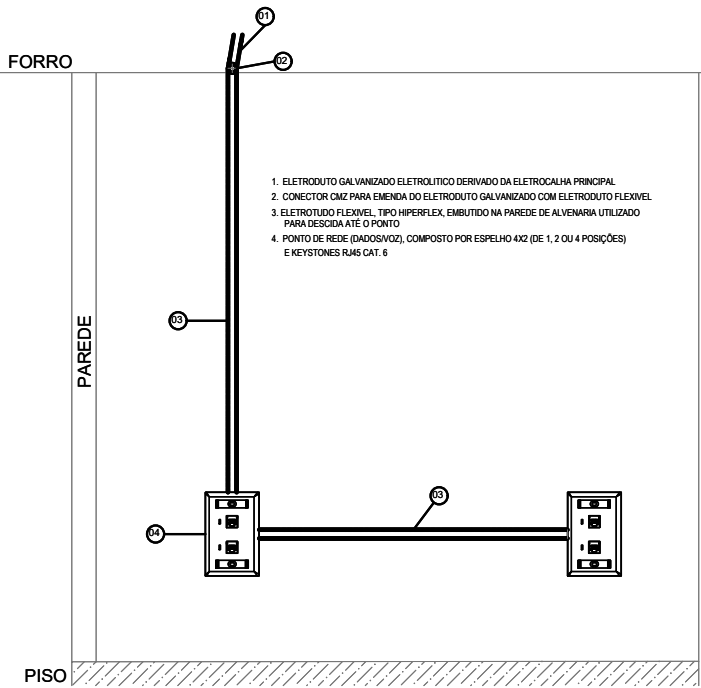 01
02
FORRO
1. ELETRODUTO GALVANIZADO ELETROLITICO DERIVADO DA ELETROCALHA PRINCIPAL
2. CONECTOR CMZ PARA EMENDA DO ELETRODUTO GALVANIZADO COM ELETRODUTO FLEXIVEL
3. ELETROTUDO FLEXIVEL, TIPO HIPERFLEX, EMBUTIDO NA PAREDE DE ALVENARIA UTILIZADO
PARA DESCIDA ATÉ O PONTO
4. PONTO DE REDE (DADOS/VOZ), COMPOSTO POR ESPELHO 4X2 (DE 1, 2 OU 4 POSIÇÕES)
E KEYSTONES RJ45 CAT. 6
03
PAREDE
03
04
PISO